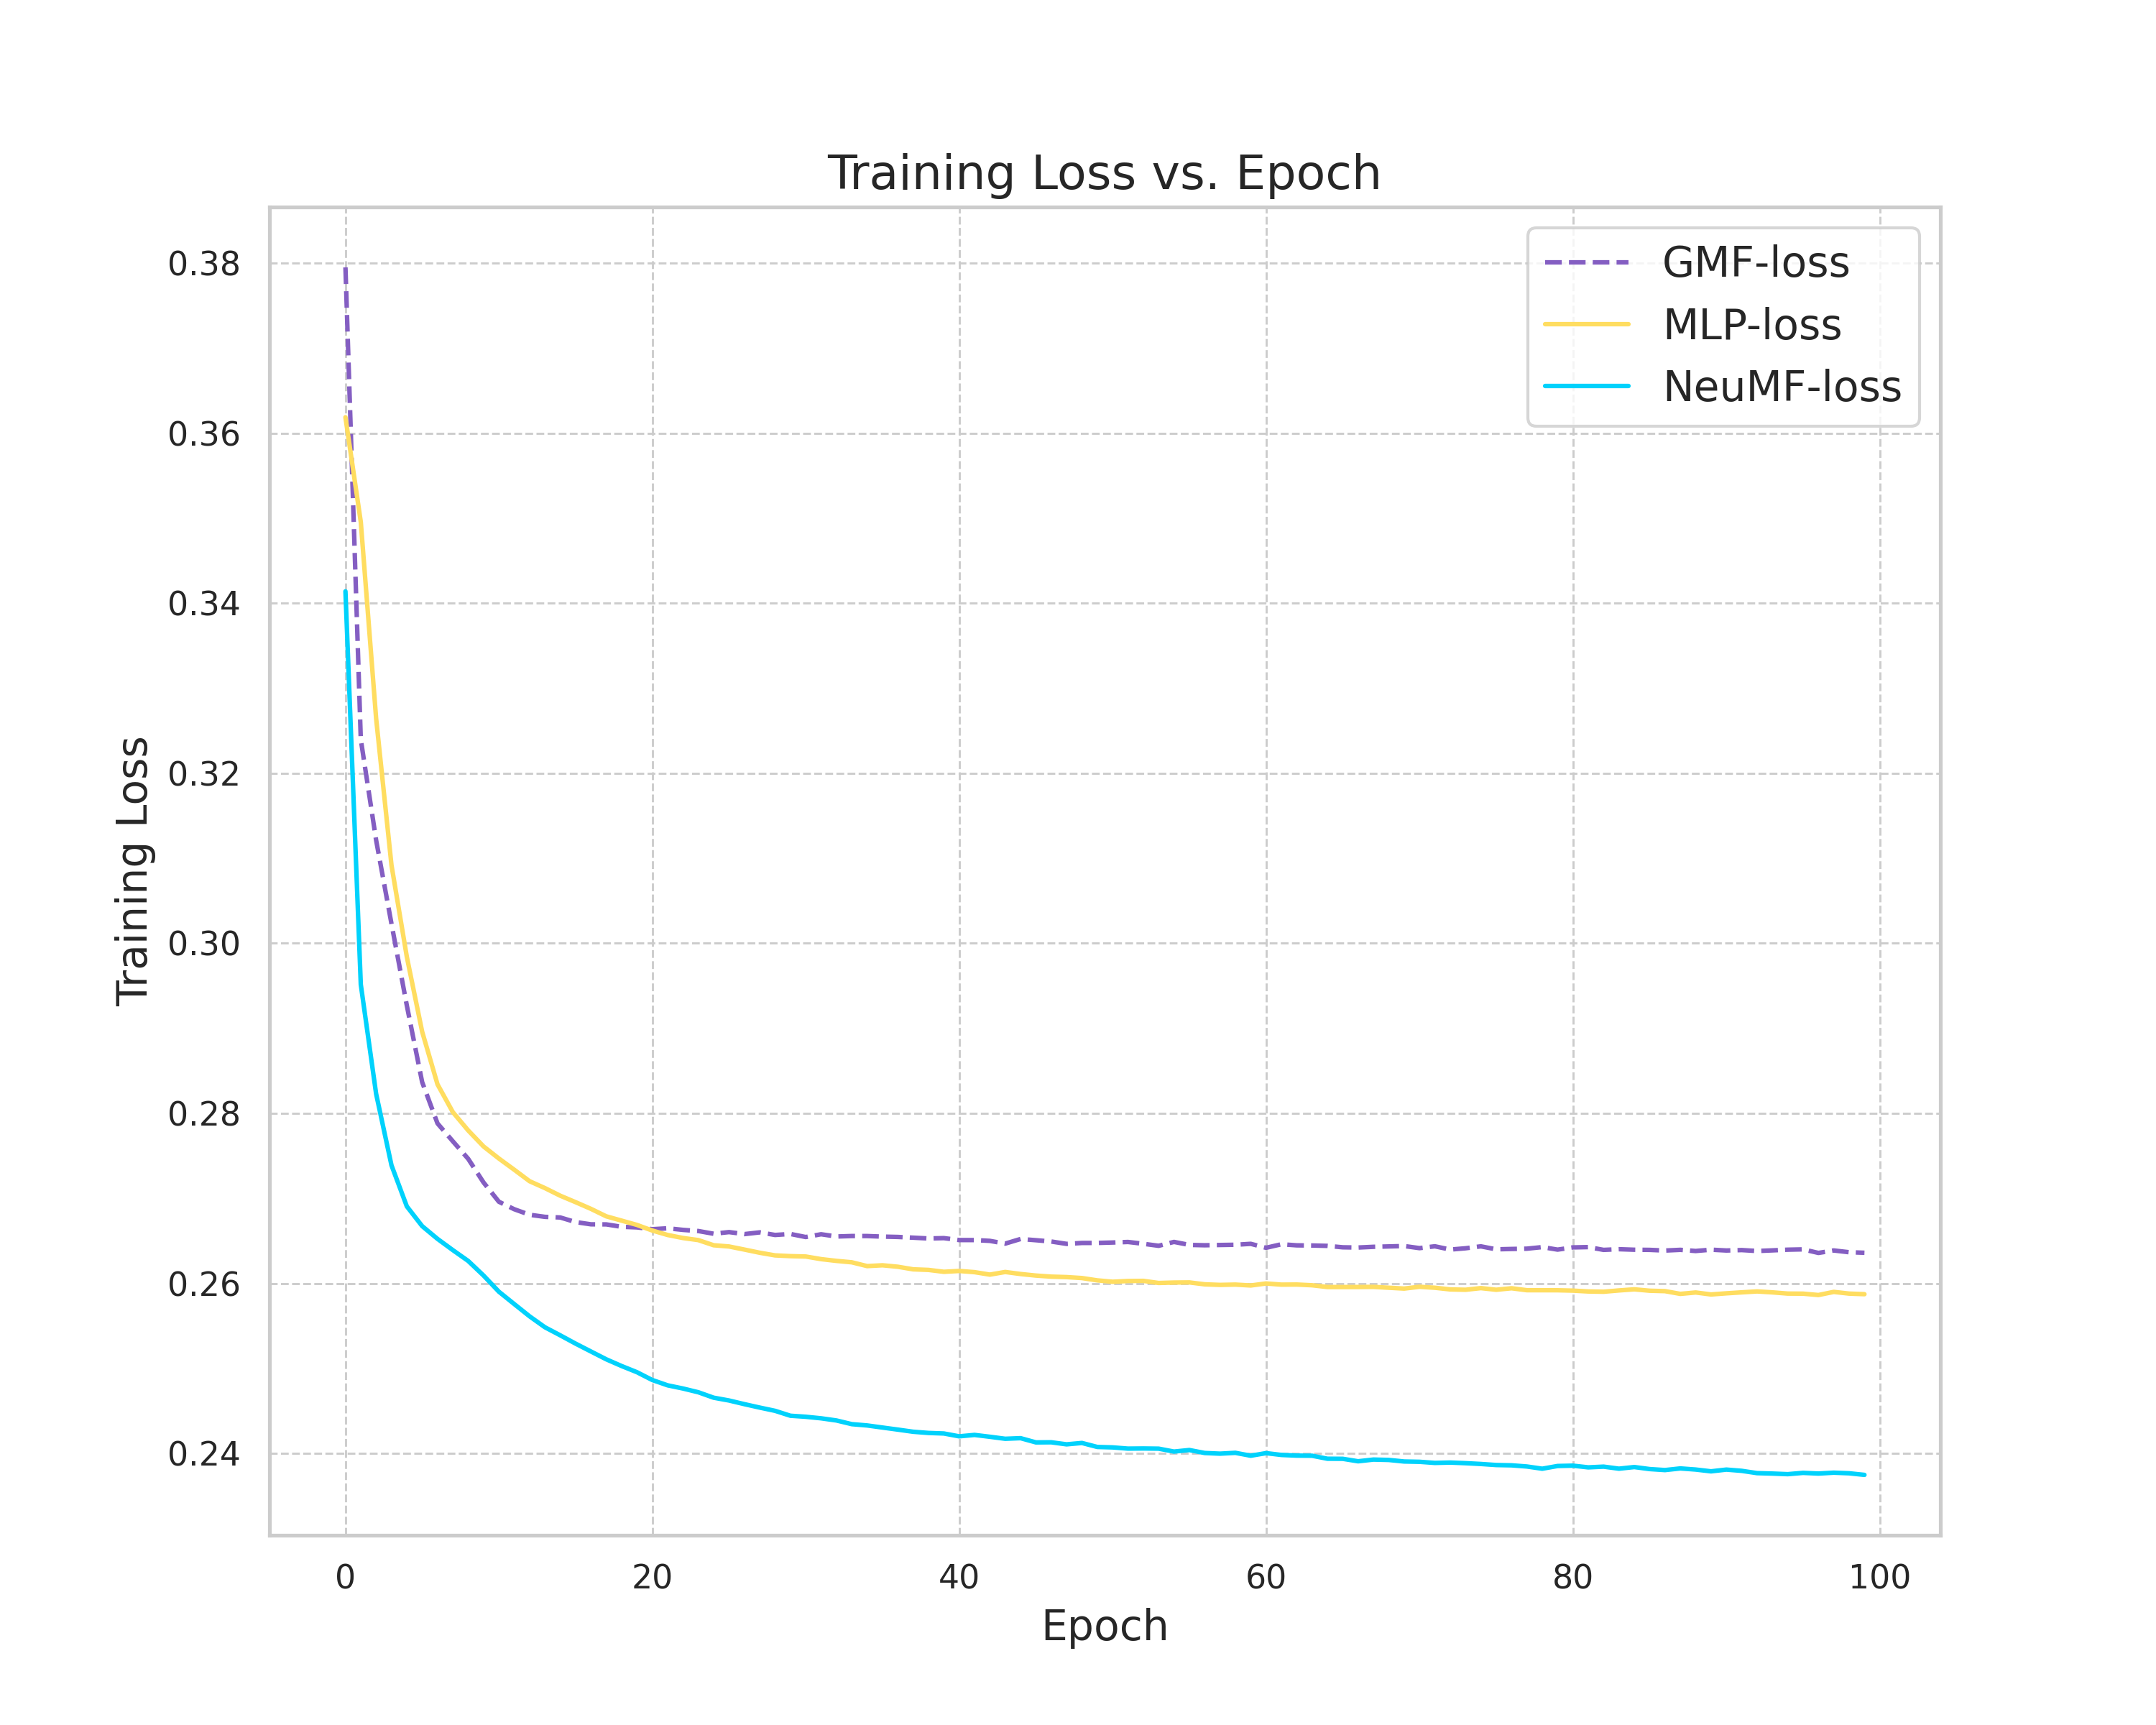 Training Loss vs. Epoch
GMF-loss
MLP-loss
NeuMF-loss
Training Loss
0.38
0.36
0.34
0.32
0.30
0.28
0.26
0.24
0
20
40
60
80
100
Epoch